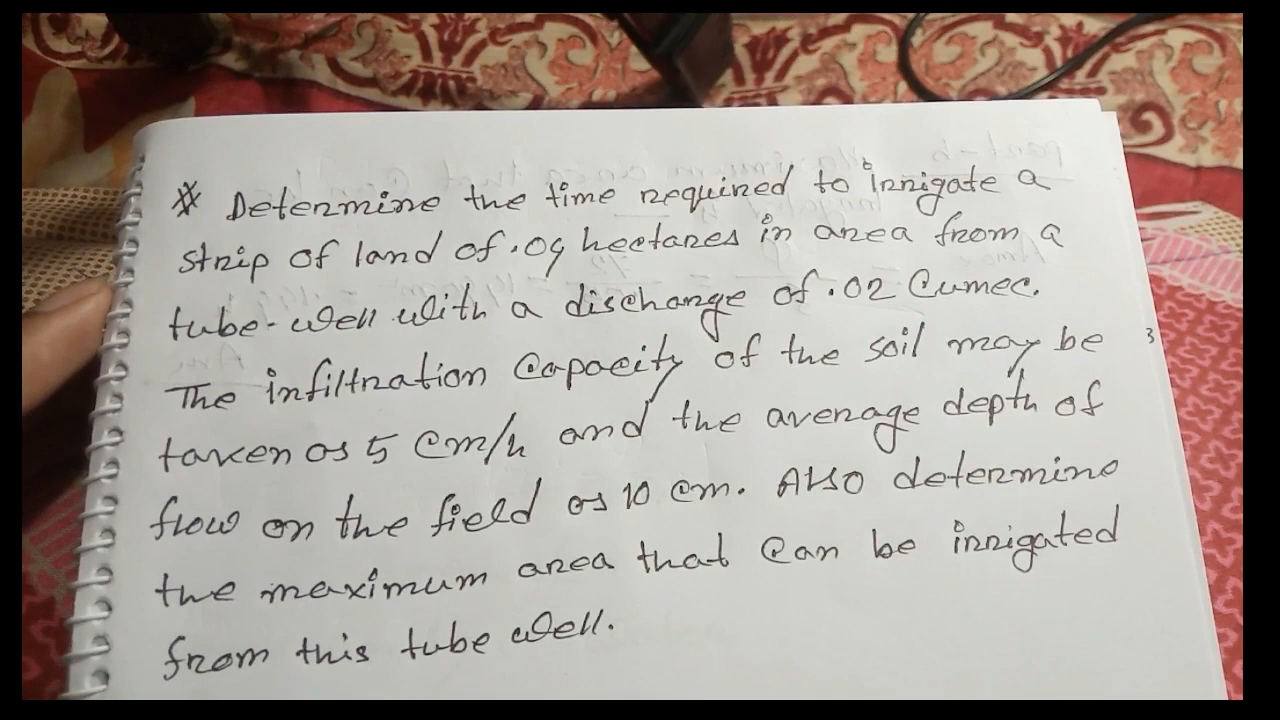 * Determine the time required to irrigate a
strip of land of .04 hectares in area from a
tube-well with a discharge of .02 Cumec.
The infiltration Capacity of the soil may be
taken as 5 cm/h and the average depth of
flow on the field as 10 cm. Also determine
the maximum area that can be irrigated
from this tube well.